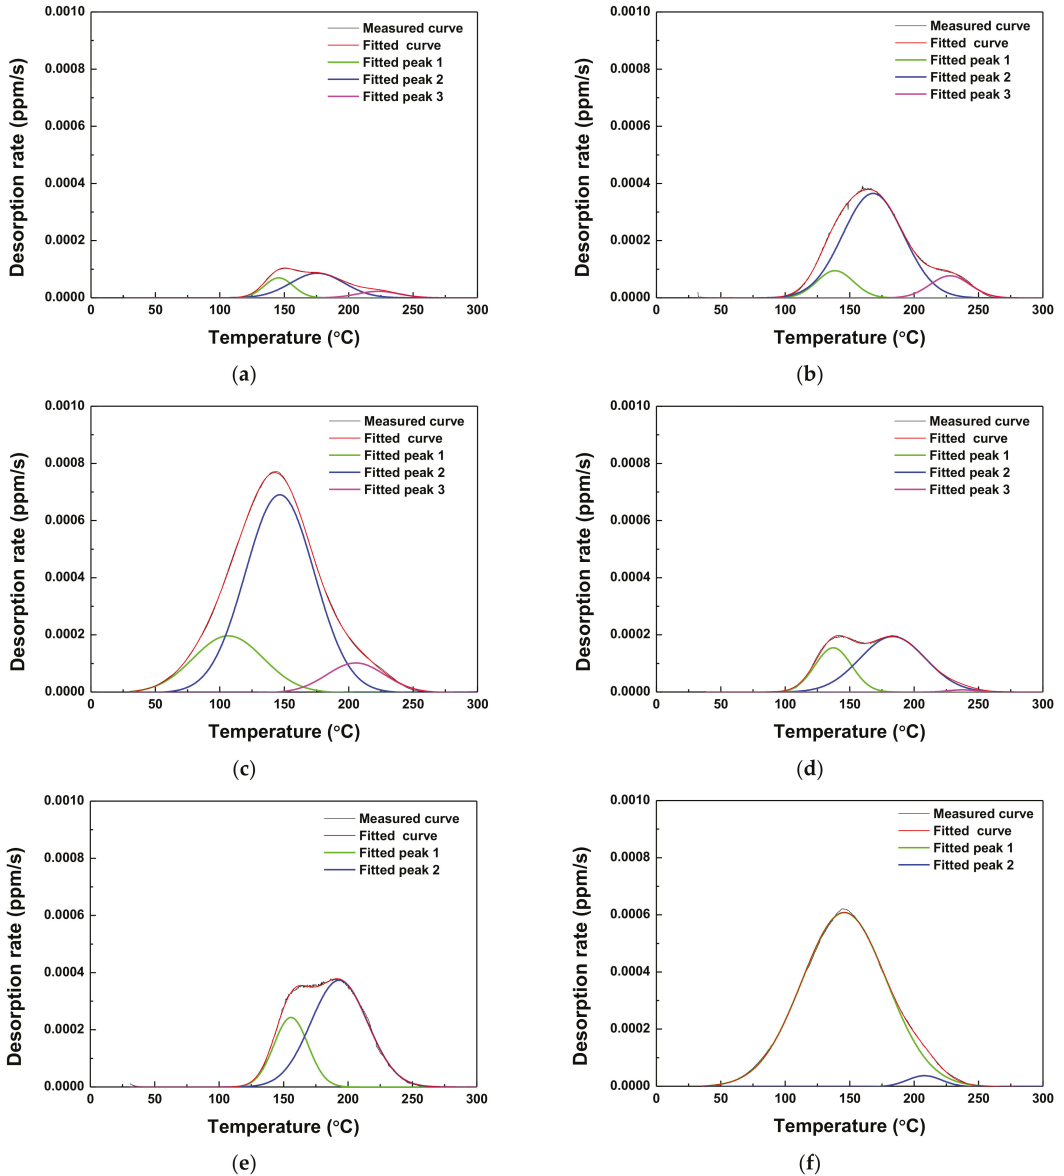 0.0010
0.0008
0.0006
0.0004
0.0002
0.0000
Desorption rate (ppm/s)
Measured curve
Fitted curve
Fitted peak 1
Fitted peak 2
Fitted peak 3
0 50 100 150 200 250 300
Temperature (°C)
(a)
0.0010
0.0008
0.0006
0.0004
0.0002
0.0000
Desorption rate (ppm/s)
Measured curve
Fitted curve
Fitted peak 1
Fitted peak 2
Fitted peak 3
0 50 100 150 200 250 300
Temperature (°C)
(b)
0.0010
0.0008
0.0006
0.0004
0.0002
0.0000
Desorption rate (ppm/s)
Measured curve
Fitted curve
Fitted peak 1
Fitted peak 2
Fitted peak 3
0 50 100 150 200 250 300
Temperature (°C)
(c)
0.0010
0.0008
0.0006
0.0004
0.0002
0.0000
Desorption rate (ppm/s)
Measured curve
Fitted curve
Fitted peak 1
Fitted peak 2
Fitted peak 3
0 50 100 150 200 250 300
Temperature (°C)
(d)
0.0010
0.0008
0.0006
0.0004
0.0002
0.0000
Desorption rate (ppm/s)
Measured curve
Fitted curve
Fitted peak 1
Fitted peak 2
0 50 100 150 200 250 300
Temperature (°C)
(e)
0.0010
0.0008
0.0006
0.0004
0.0002
0.0000
Desorption rate (ppm/s)
Measured curve
Fitted curve
Fitted peak 1
Fitted peak 2
0 50 100 150 200 250 300
Temperature (°C)
(f)